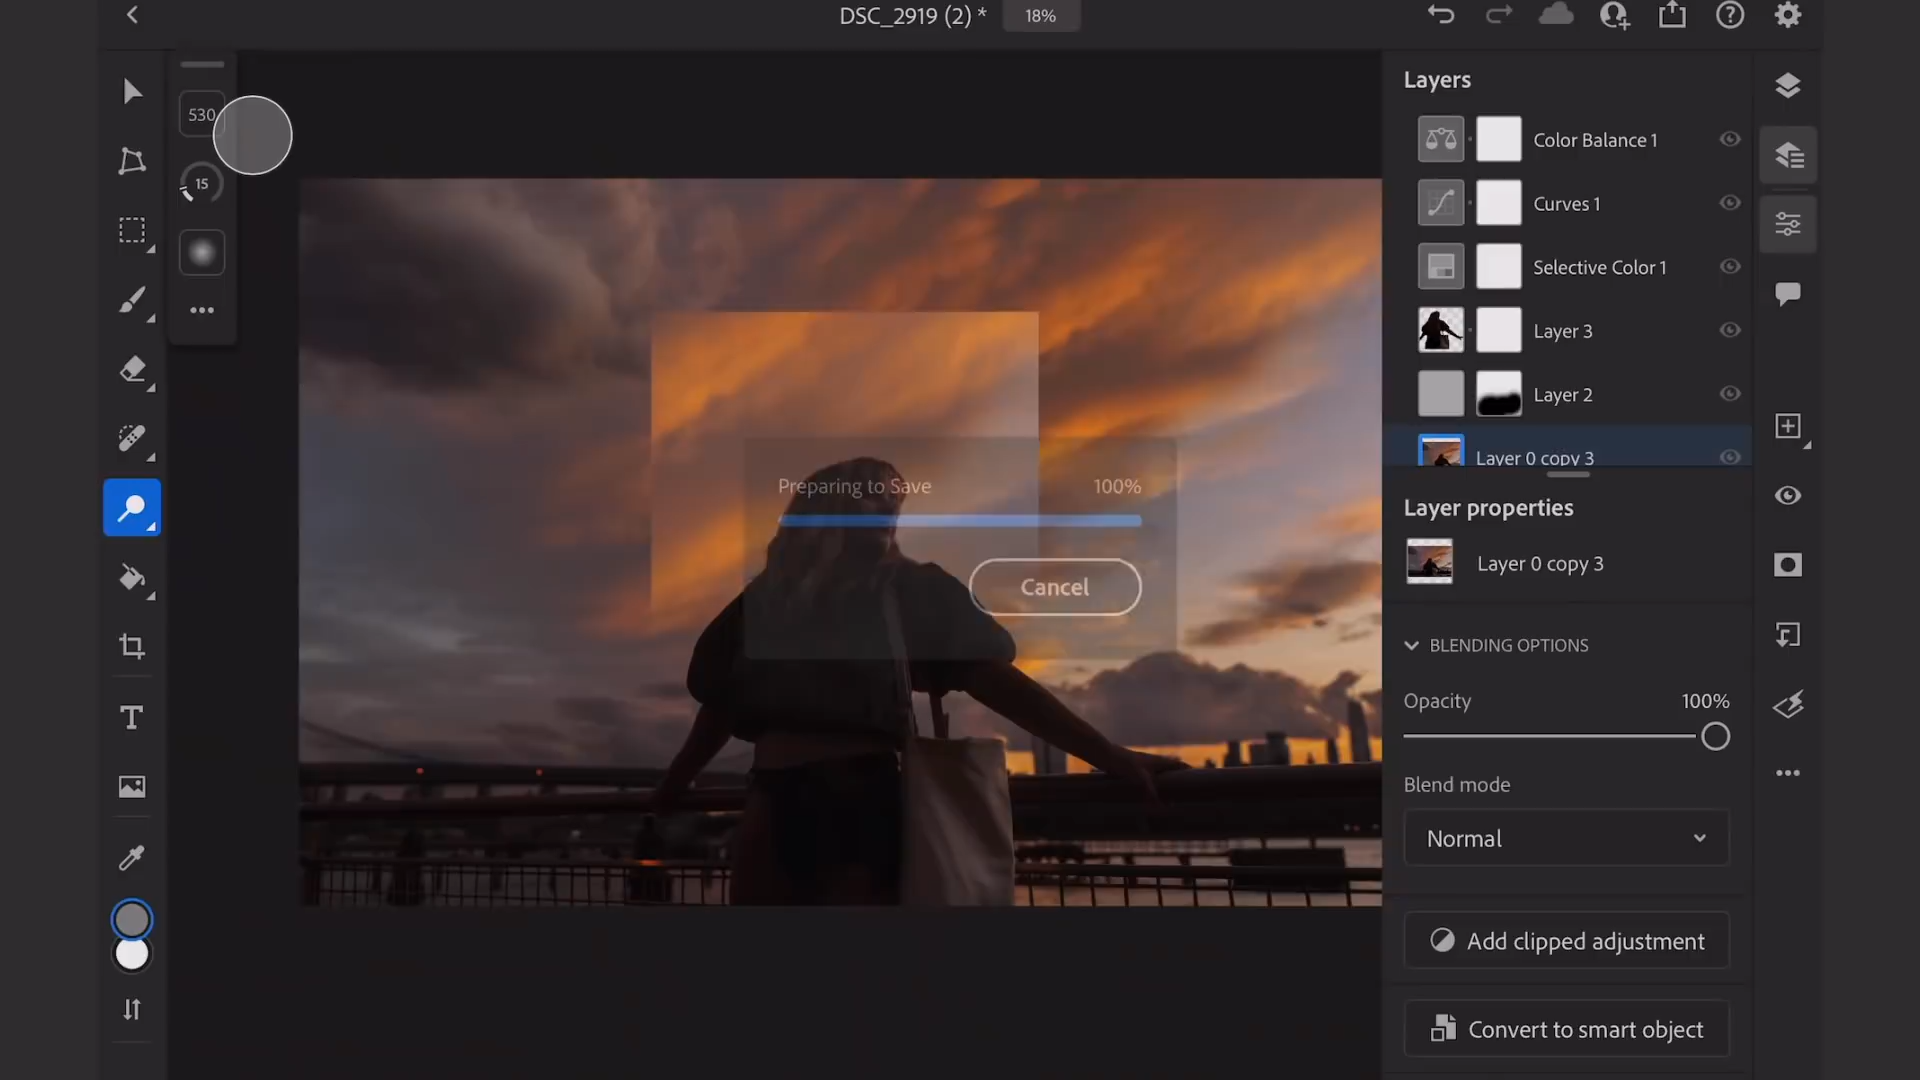 DSC_2919 (2) *
18%
530
15
T
Layers
Color Balance 1
Curves 1
Selective Color 1
Layer 3
Layer 2
Layer 0 copy 3
Preparing to Save
100%
Cancel
Layer properties
Layer 0 copy 3
BLENDING OPTIONS
Opacity
100%
Blend mode
Normal
Add clipped adjustment
Convert to smart object